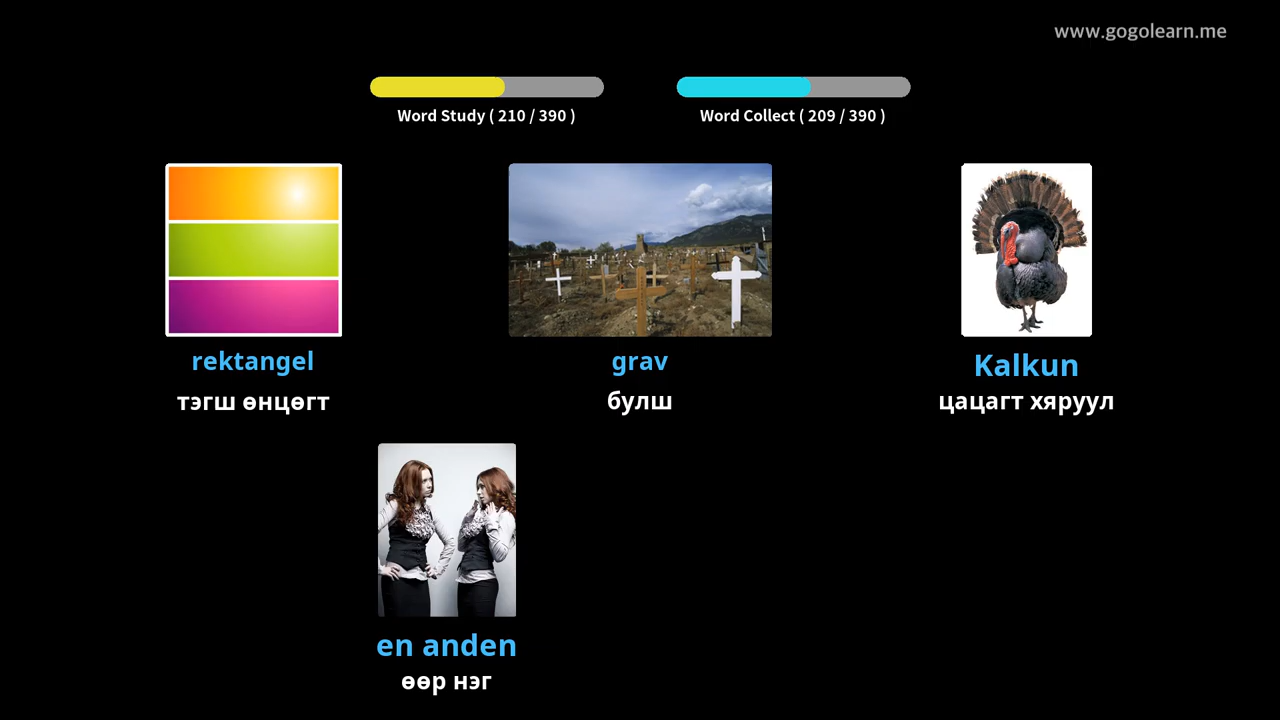 www.gogolearn.me
Word Study ( 210 / 390 )
Word Collect ( 209 / 390 )
rektangel
тэгш өнцөгт
grav
булш
Kalkun
цацагт хяруул
en anden
өөр нэг